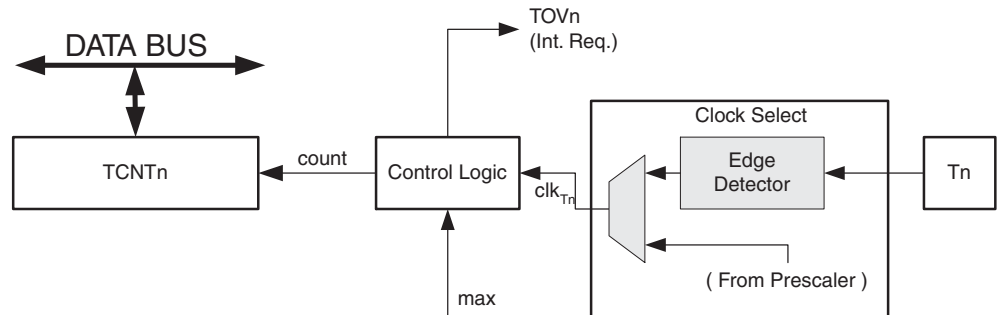 TOVn
(Int. Req.)
DATA BUS
Clock Select
TCNTn
count
Control Logic
clkTn
Edge
Detector
Tn
( From Prescaler )
max